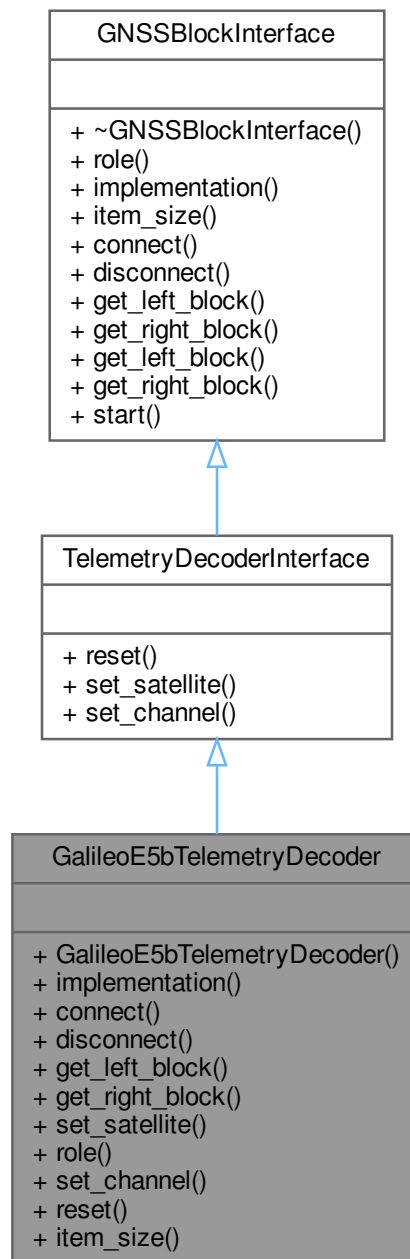 GNSSBlockInterface
+ ~GNSSBlockInterface()
+ role()
+ implementation()
+ item_size()
+ connect()
+ disconnect()
+ get_left_block()
+ get_right_block()
+ get_left_block()
+ get_right_block()
+ start()
TelemetryDecoderInterface
+ reset()
+ set_satellite()
+ set_channel()
GalileoE5bTelemetryDecoder
+ GalileoE5bTelemetryDecoder()
+ implementation()
+ connect()
+ disconnect()
+ get_left_block()
+ get_right_block()
+ set_satellite()
+ role()
+ set_channel()
+ reset()
+ item_size()